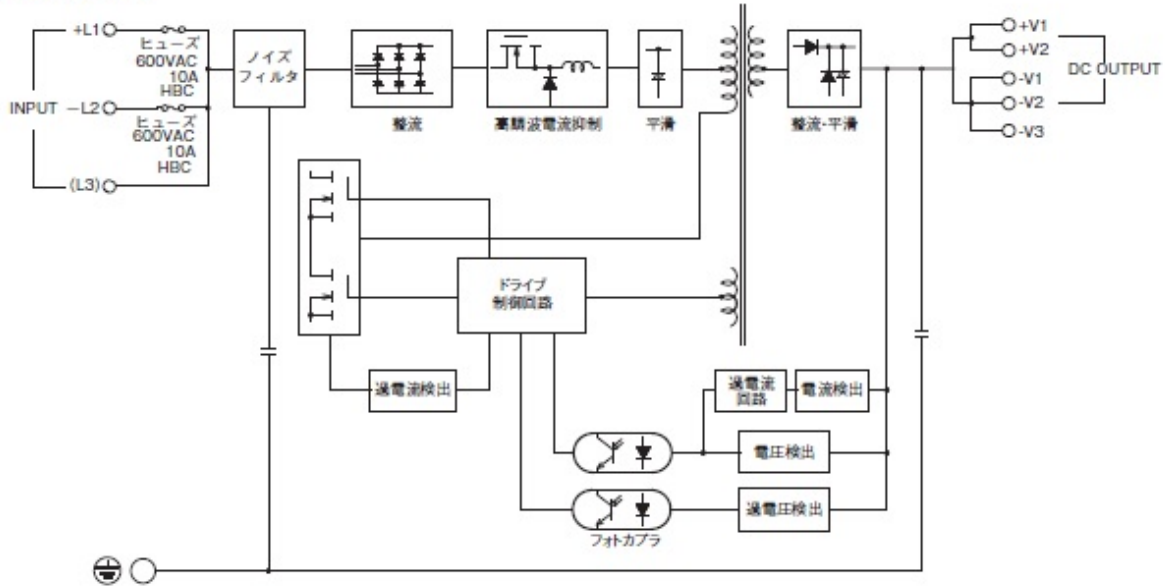 +L1
ヒューズ
600VAC
10A
HBC
INPUT
－L2
ヒューズ
600VAC
10A
HBC
(L3)
ノイズ
フィルタ
整流
高調波電流抑制
平滑
整流・平滑
+V1
+V2
-V1
-V2
-V3
DC OUTPUT
ドライブ
制御回路
過電流検出
過電流
回路
電流検出
電圧検出
過電圧検出
フォトカプラ